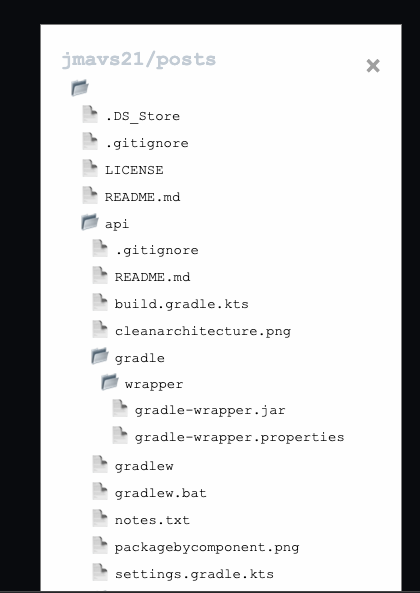 jmavs21/posts
.DS_Store
.gitignore
LICENSE
README.md
api
.gitignore
README.md
build.gradle.kts
cleanarchitecture.png
gradle
wrapper
gradle-wrapper.jar
gradle-wrapper.properties
gradlew
gradlew.bat
notes.txt
packagebycomponent.png
settings.gradle.kts